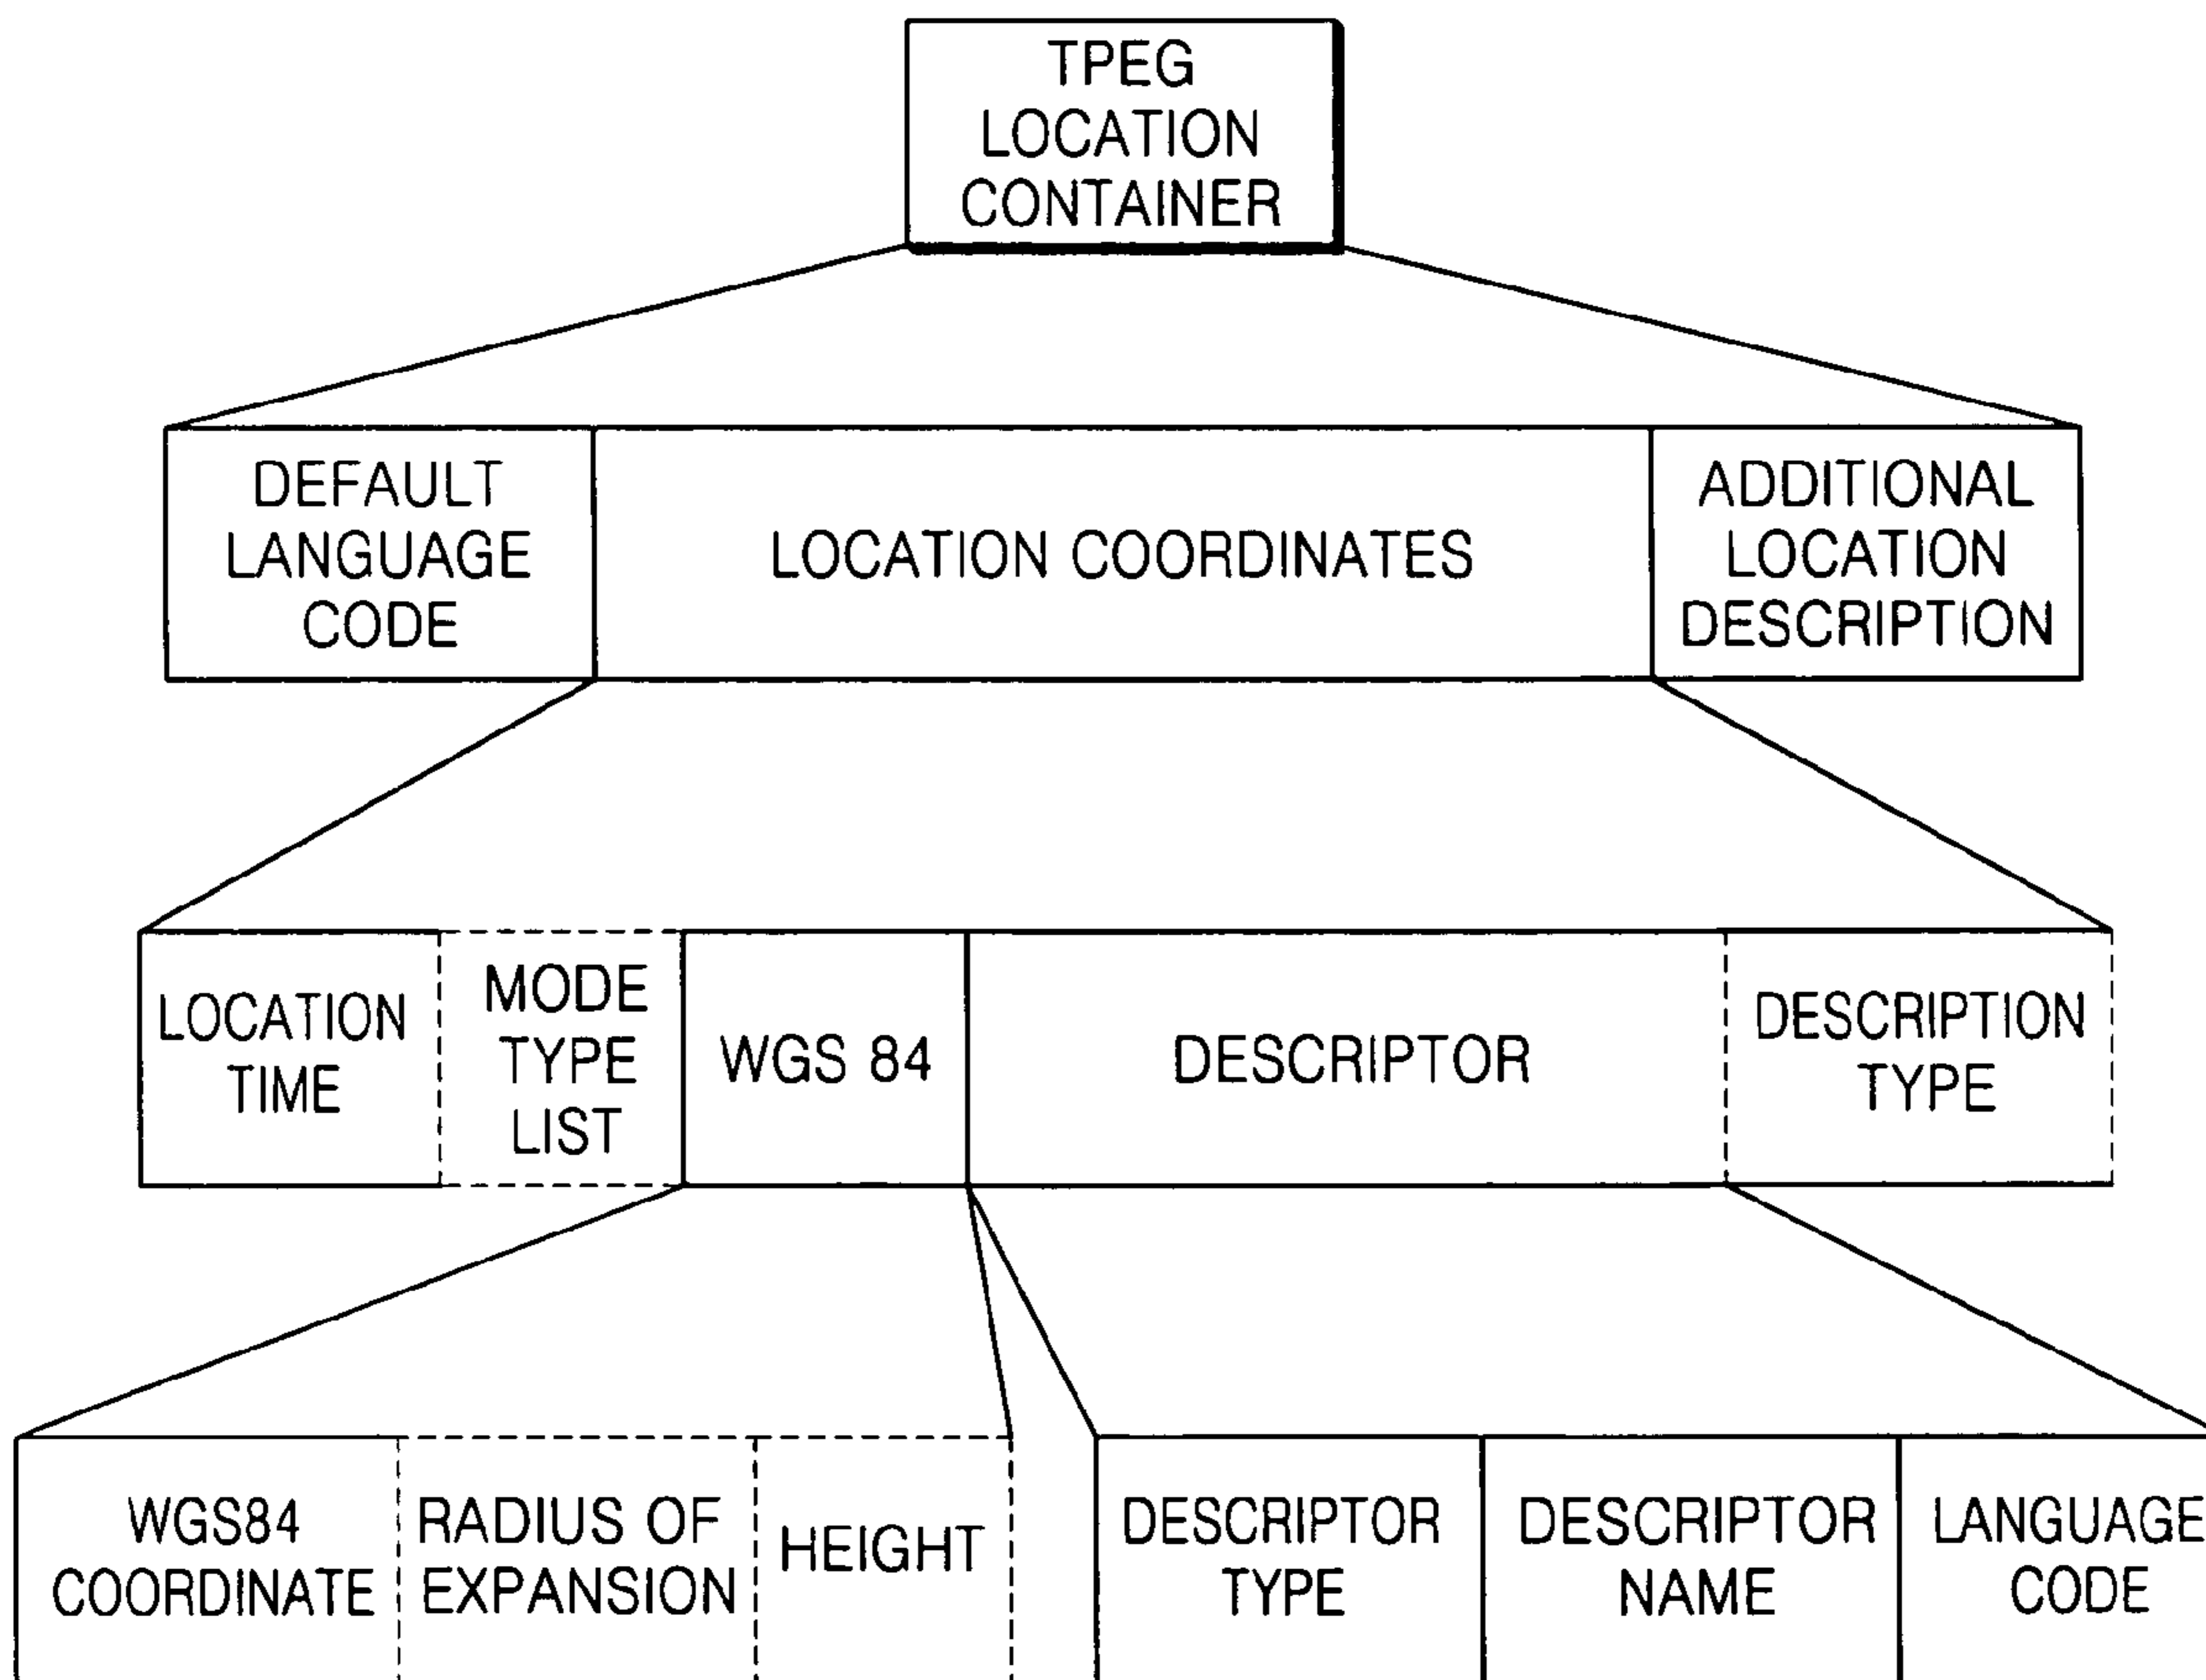 TPEG
LOCATION
CONTAINER
DEFAULT
LANGUAGE
CODE
LOCATION COORDINATES
ADDITIONAL
LOCATION
DESCRIPTION
LOCATION
TIME
MODE
TYPE
LIST
WGS 84
DESCRIPTOR
DESCRIPTION
TYPE
WGS84
COORDINATE
RADIUS OF
EXPANSION
HEIGHT
DESCRIPTOR
TYPE
DESCRIPTOR
NAME
LANGUAGE
CODE